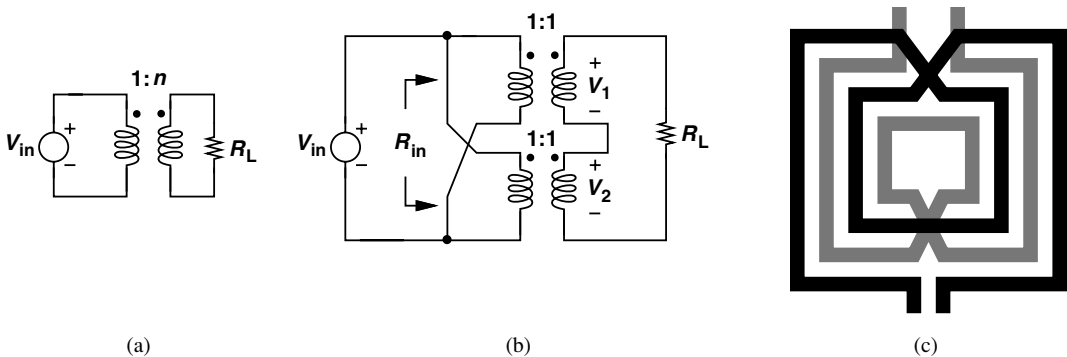 1:n
V_in
+
−
R_L
(a)
1:1
V_in
+
−
R_in
+
V_1
−
1:1
+
V_2
−
R_L
(b)
(c)